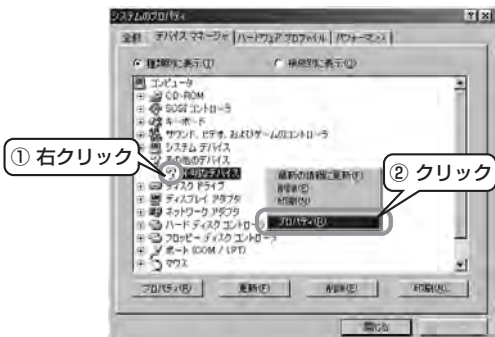 システムのプロパティ
全般 デバイス マネージャ ハードウェア プロファイル パフォーマンス
種類別に表示(T) 接続別に表示(C)
コンピュータ
CD-ROM
SCSI コントローラ
キーボード
サウンド、ビデオ、およびゲームのコントローラ
システム デバイス
その他のデバイス
① 右クリック
不明なデバイス
最新の情報に更新(F)
削除(E)
印刷(N)
プロパティ(R)
② クリック
ディスク ドライブ
ディスプレイ アダプタ
ネットワーク アダプタ
ハード ディスク コントローラ
フロッピー ディスク コントローラ
ポート (COM / LPT)
マウス
プロパティ(R) 更新(F) 削除(E) 印刷(N)...
閉じる